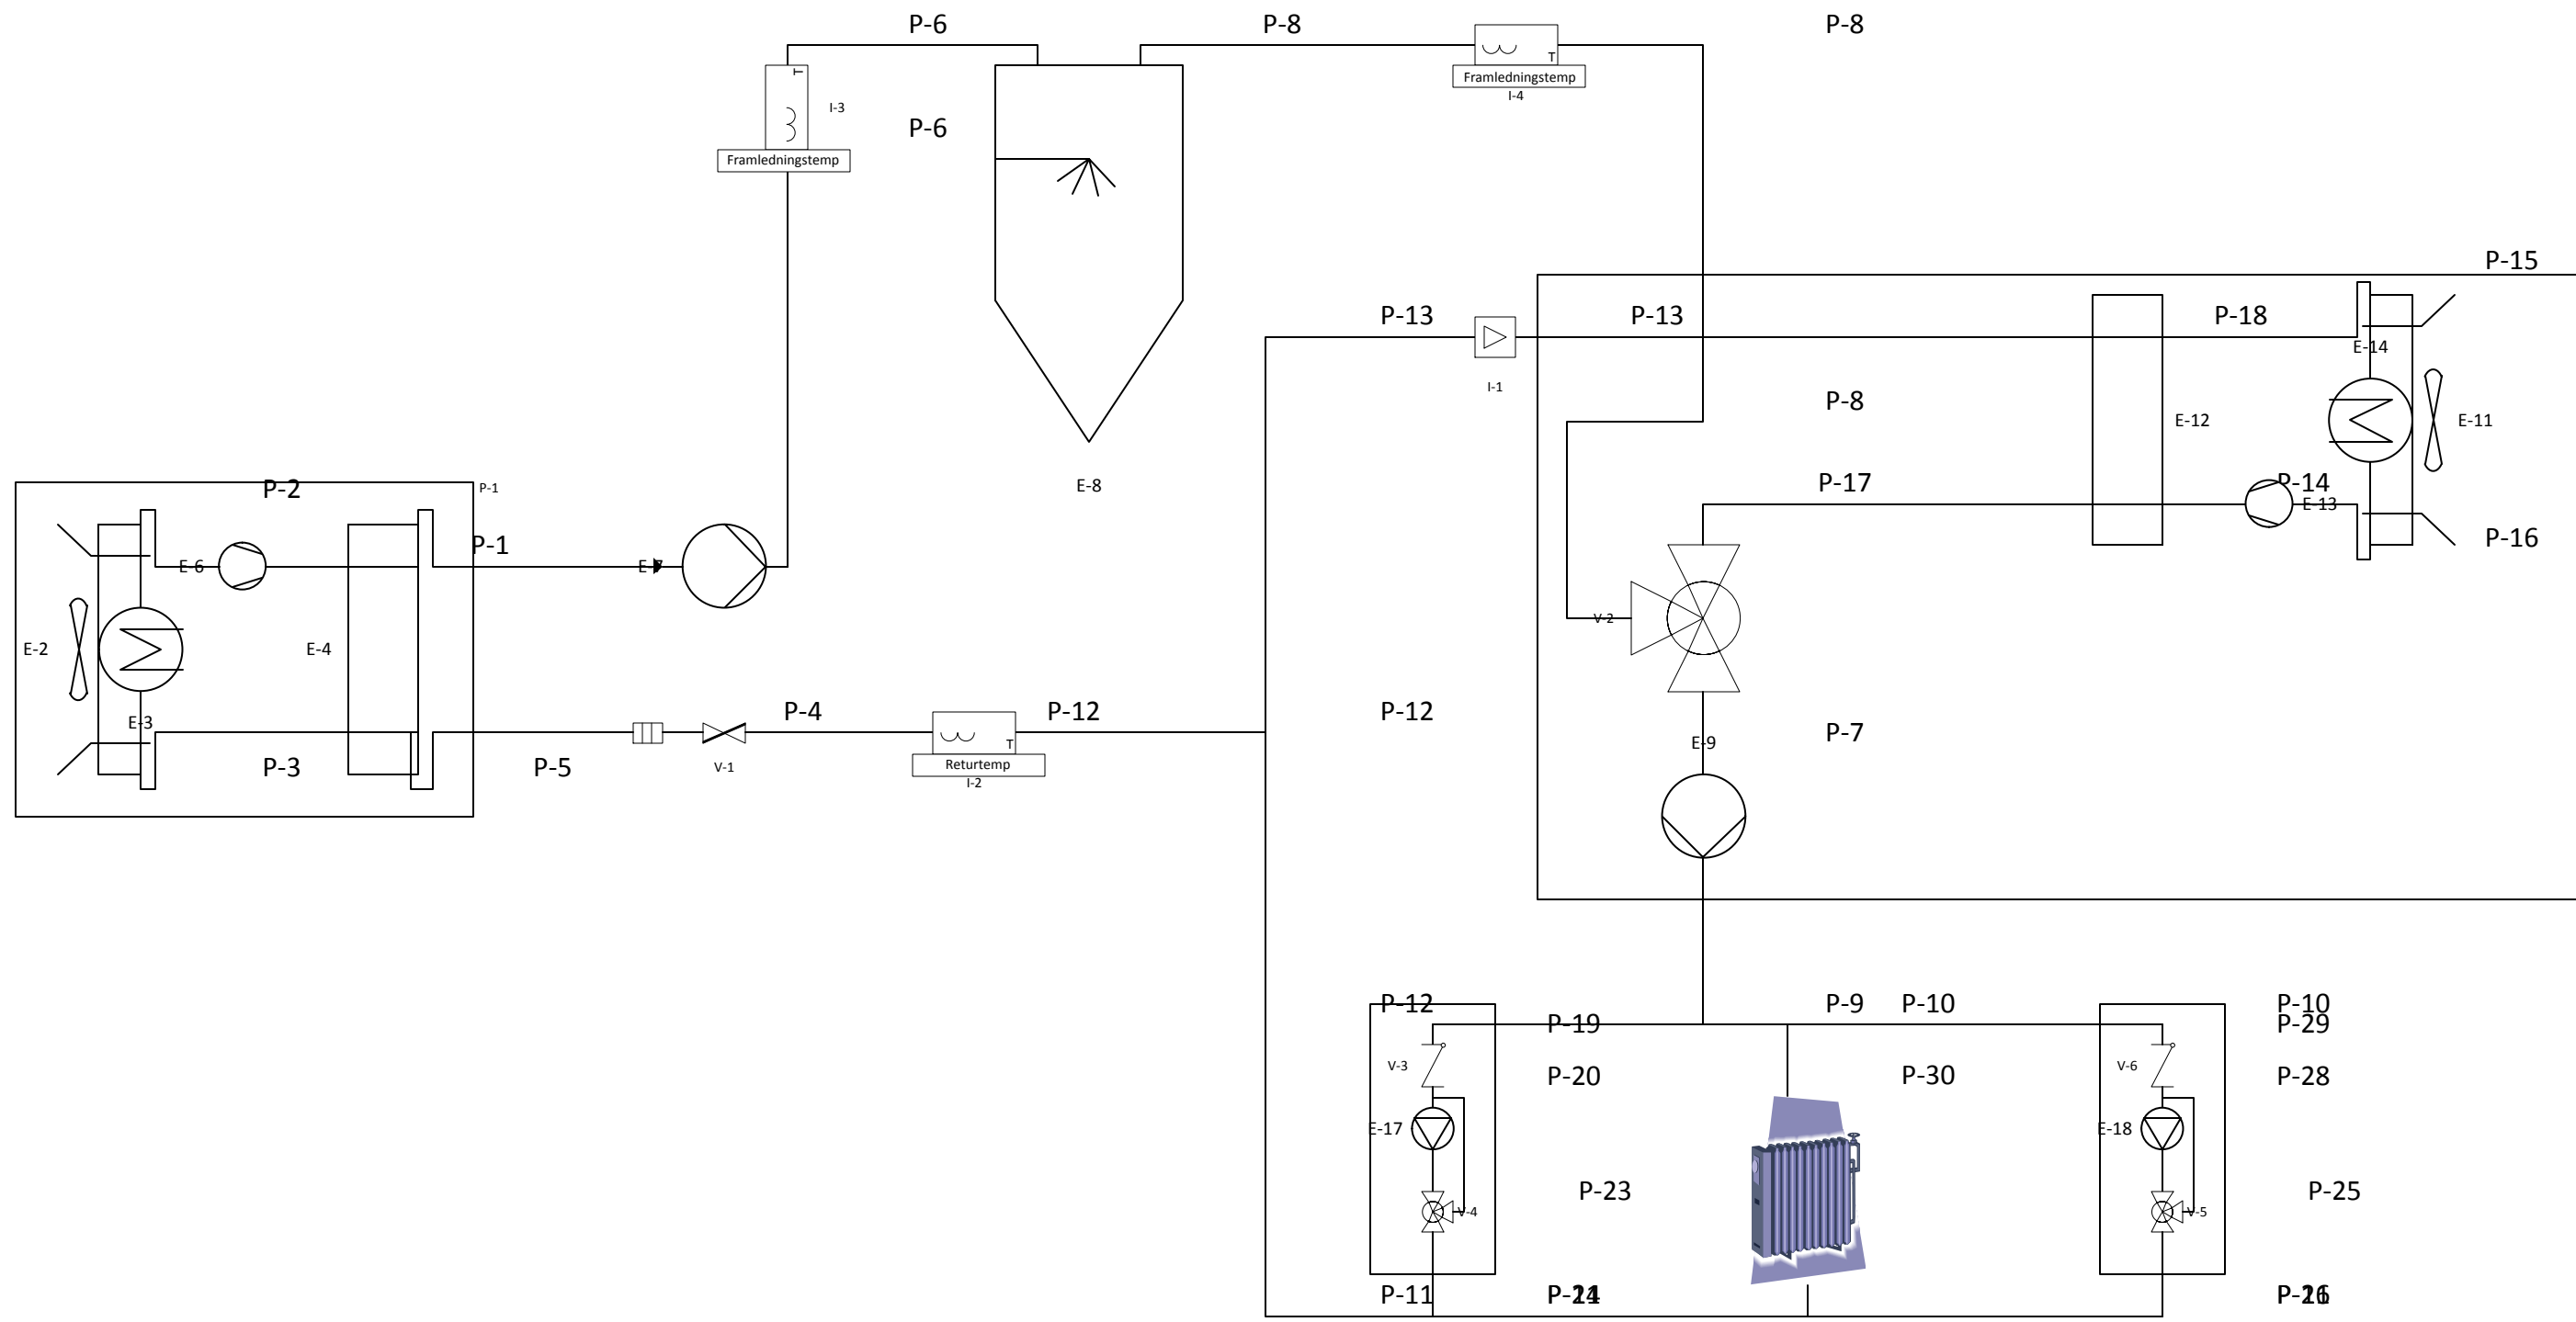 P-6
P-8
P-8
T
T
Framledningstemp
I-4
I-3
P-6
Framledningstemp
P-15
P-13
P-13
P-18
E-14
I-1
P-8
E-12
E-11
P-2
P-1
E-8
P-17
P-14
E-13
P-1
P-16
E-6
E-7
V-2
E-2
E-4
P-4
P-12
P-12
E-3
P-7
T
E-9
P-3
P-5
V-1
Returtemp
I-2
P-12
P-9
P-10
P-10
P-19
P-29
V-3
P-20
P-30
V-6
P-28
E-17
E-18
P-23
P-25
V-4
V-5
P-11